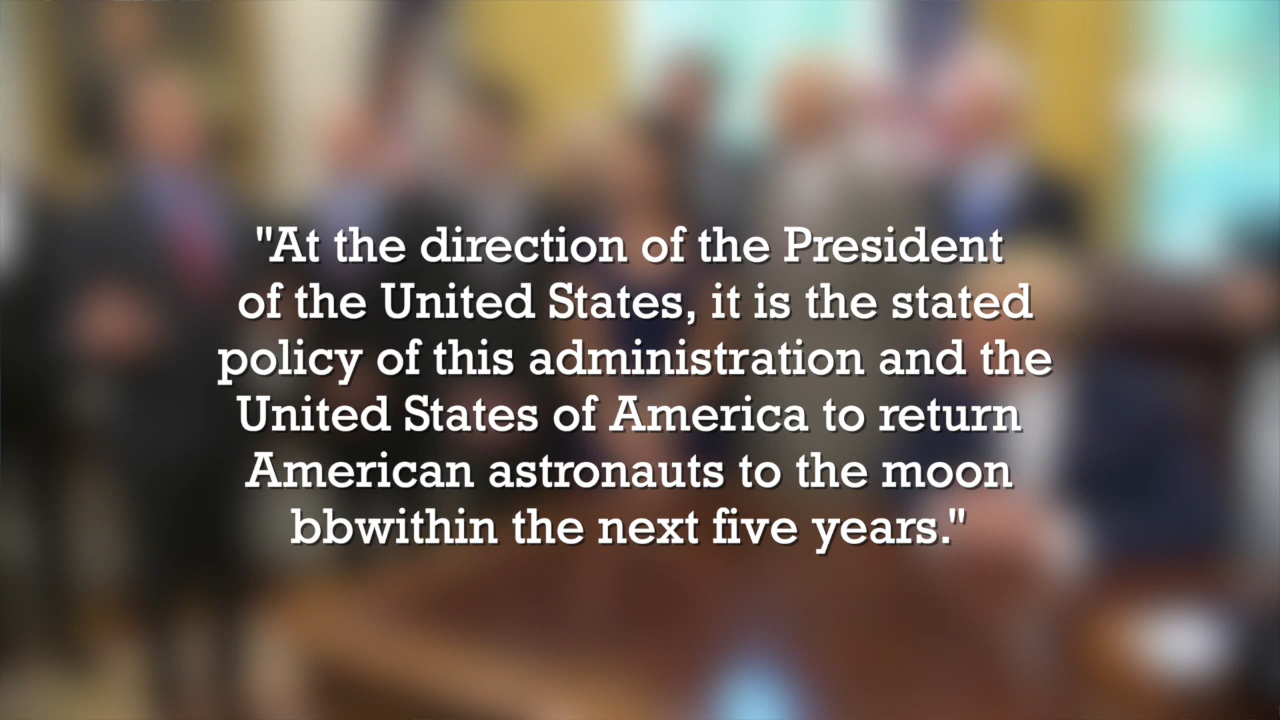 "At the direction of the President
of the United States, it is the stated
policy of this administration and the
United States of America to return
American astronauts to the moon
bbwithin the next five years."